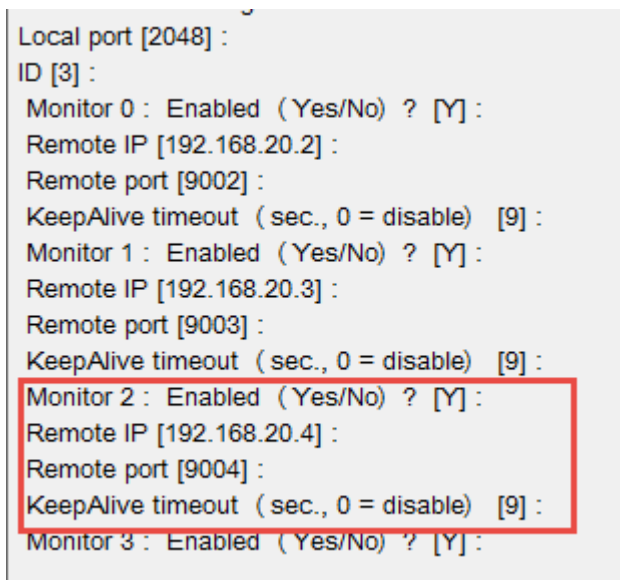 Local port [2048] :
ID [3] :
Monitor 0 : Enabled (Yes/No) ? [Y] :
Remote IP [192.168.20.2] :
Remote port [9002] :
KeepAlive timeout (sec., 0 = disable) [9] :
Monitor 1 : Enabled (Yes/No) ? [Y] :
Remote IP [192.168.20.3] :
Remote port [9003] :
KeepAlive timeout (sec., 0 = disable) [9] :
Monitor 2 : Enabled (Yes/No) ? [Y] :
Remote IP [192.168.20.4] :
Remote port [9004] :
KeepAlive timeout (sec., 0 = disable) [9] :
Monitor 3 : Enabled (Yes/No) ? [Y] :